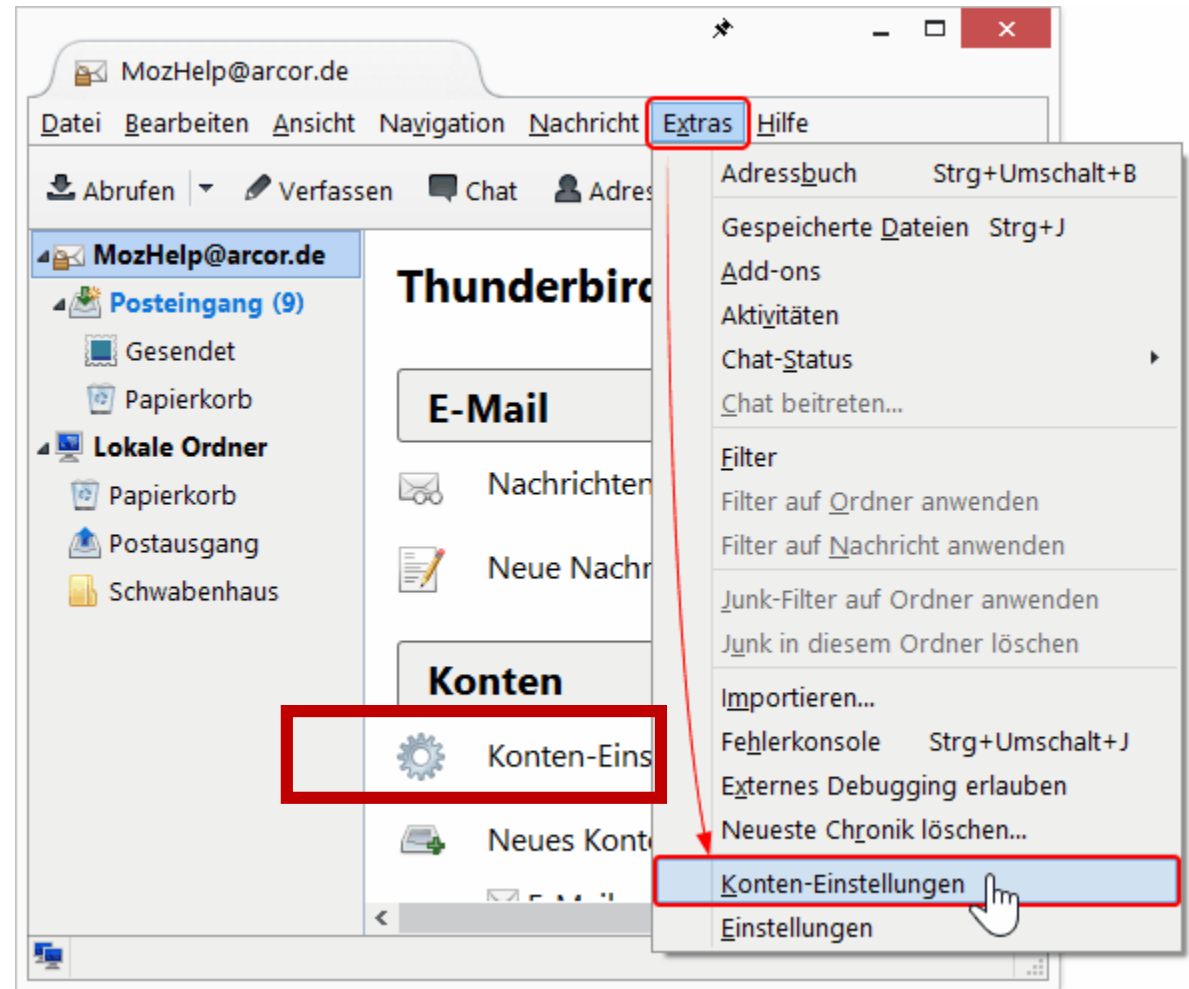 MozHelp@arcor.de
Datei Bearbeiten Ansicht Navigation Nachricht Extras Hilfe
Abrufen Verfassen Chat Adres
MozHelp@arcor.de
Posteingang (9)
Gesendet
Papierkorb
Lokale Ordner
Papierkorb
Postausgang
Schwabenhaus
Thunderbird
E-Mail
Nachrichten
Neue Nachr
Konten
Konten-Eins
Neues Konto
E-Mail
Adressbuch Strg+Umschalt+B
Gespeicherte Dateien Strg+J
Add-ons
Aktivitäten
Chat-Status
Chat beitreten...
Filter
Filter auf Ordner anwenden
Filter auf Nachricht anwenden
Junk-Filter auf Ordner anwenden
Junk in diesem Ordner löschen
Importieren...
Fehlerkonsole Strg+Umschalt+J
Externes Debugging erlauben
Neueste Chronik löschen...
Konten-Einstellungen
Einstellungen